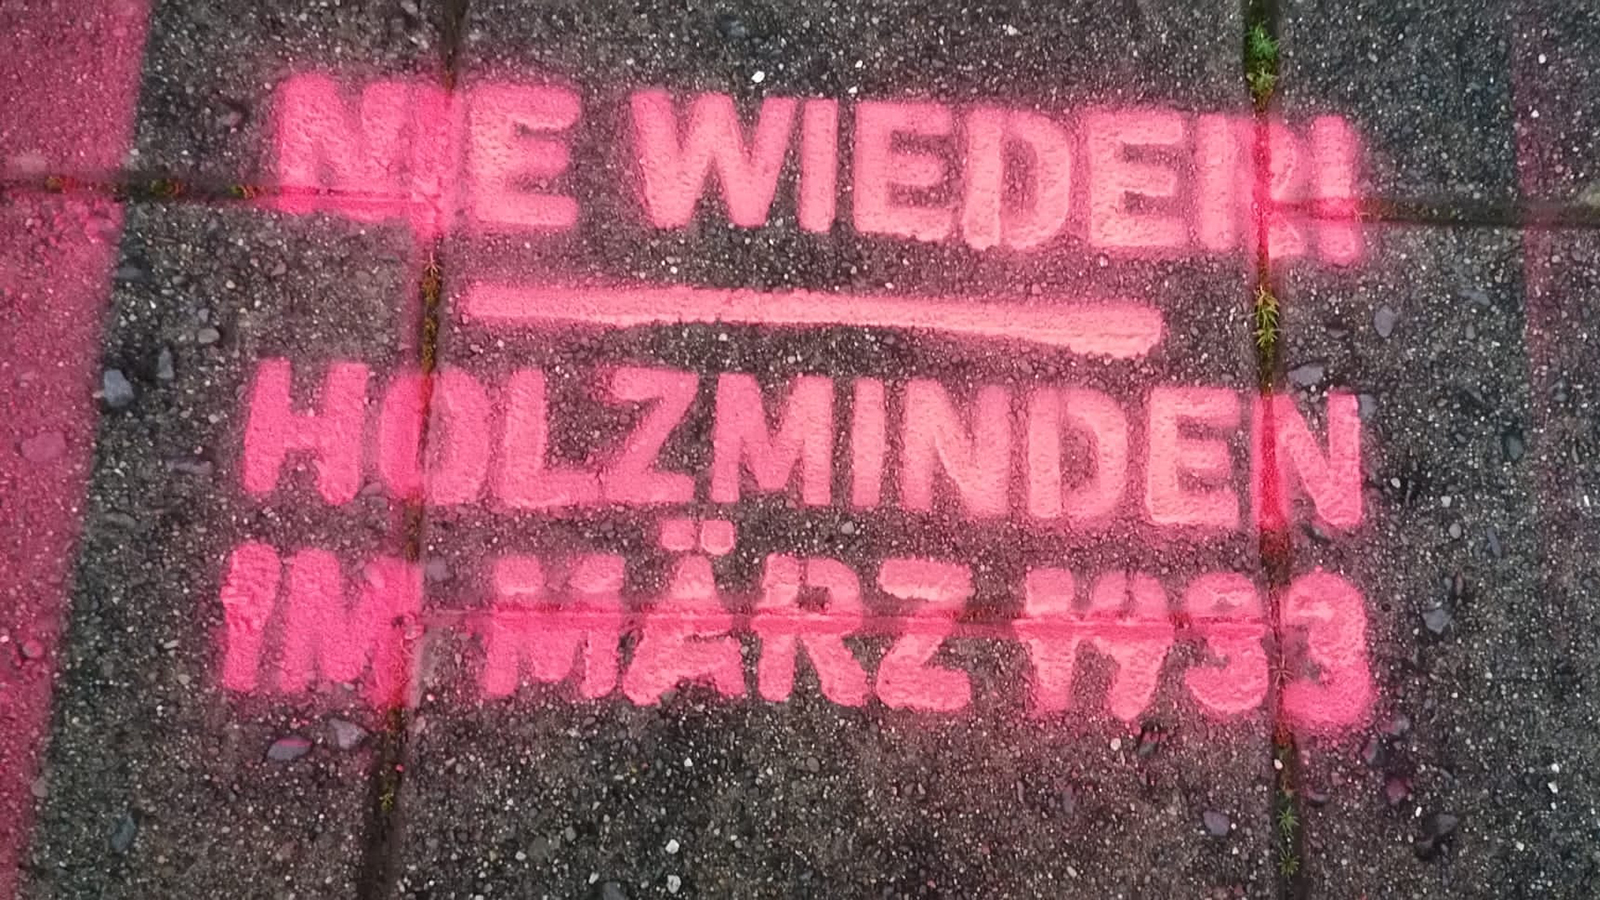 NIE WIEDER!
HOLZMINDEN
IM MÄRZ 1933